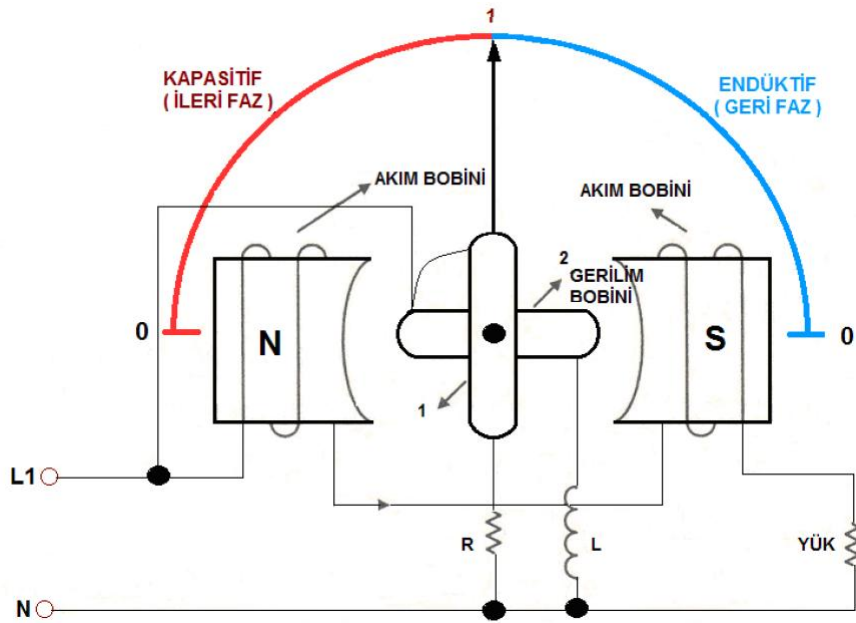 1
KAPASİTİF
( İLERİ FAZ )
ENDÜKTİF
( GERİ FAZ )
AKIM BOBİNİ
AKIM BOBİNİ
2
GERİLİM
BOBİNİ
0
N
S
0
1
L1
R
L
YÜK
N